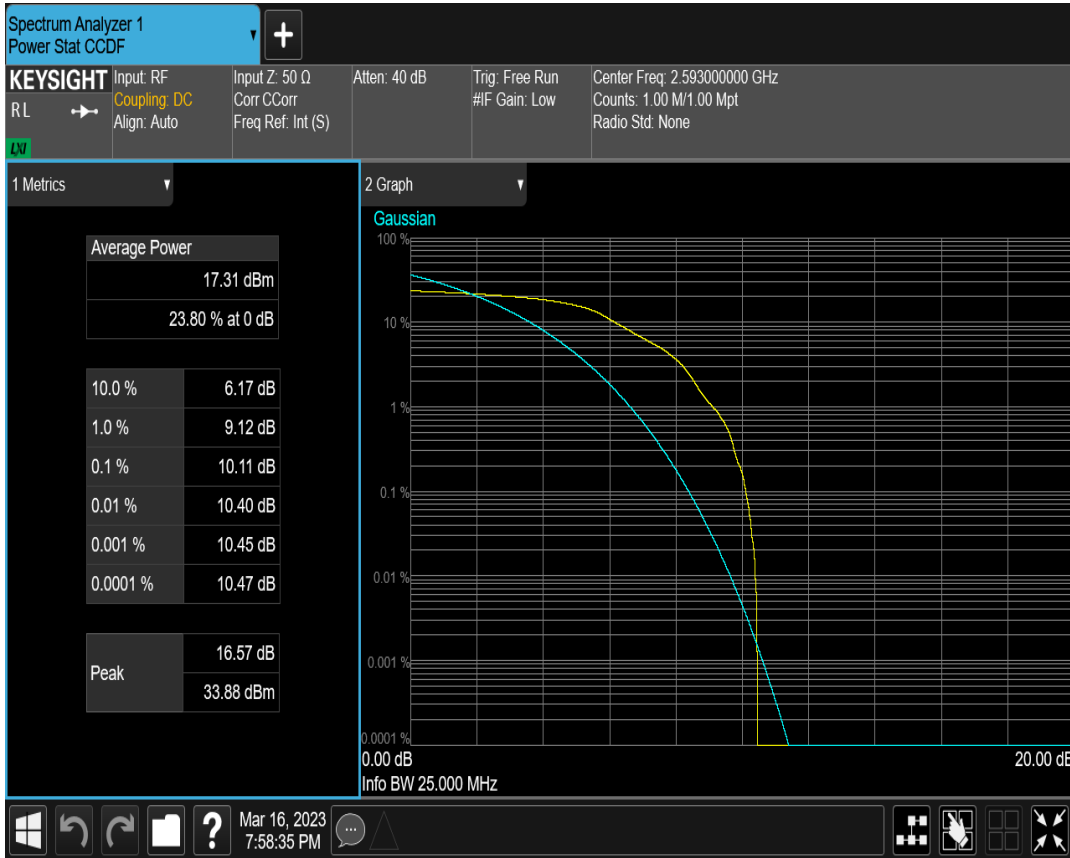 Spectrum Analyzer 1
Power Stat CCDF
KEYSIGHT
RL
LXI
Input: RF
Coupling: DC
Align: Auto
Input Z: 50 Ω
Corr CCorr
Freq Ref: Int (S)
Atten: 40 dB
Trig: Free Run
#IF Gain: Low
Center Freq: 2.593000000 GHz
Counts: 1.00 M/1.00 Mpt
Radio Std: None
1 Metrics
Average Power
17.31 dBm
23.80 % at 0 dB
10.0 % 6.17 dB
1.0 % 9.12 dB
0.1 % 10.11 dB
0.01 % 10.40 dB
0.001 % 10.45 dB
0.0001 % 10.47 dB
Peak
16.57 dB
33.88 dBm
2 Graph
Gaussian
100 %
10 %
1 %
0.1 %
0.01 %
0.001 %
0.0001 %
0.00 dB
20.00 dB
Info BW 25.000 MHz
?
Mar 16, 2023
7:58:35 PM